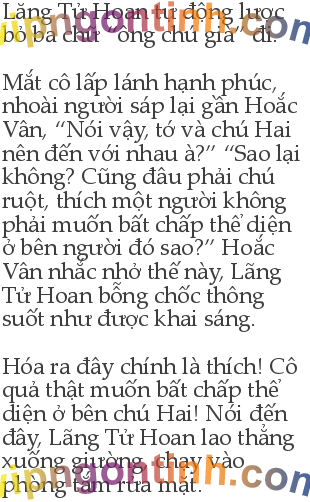 Lăng Tử Hoan tự động lược
bỏ ba chữ “ông chú già” đi.
Mắt cô lấp lánh hạnh phúc,
nhoài người sáp lại gần Hoắc
Vân, “Nói vậy, tớ và chú Hai
nên đến với nhau à?” “Sao lại
không? Cũng đâu phải chú
ruột, thích một người không
phải muốn bất chấp thể diện
ở bên người đó sao?” Hoắc
Vân nhắc nhở thế này, Lăng
Tử Hoan bỗng chốc thông
suốt như được khai sáng.
Hóa ra đây chính là thích! Cô
quả thật muốn bất chấp thể
diện ở bên chú Hai! Nói đến
đây, Lăng Tử Hoan lao thẳng
xuống giường, chạy vào
phòng tắm rửa mặt.